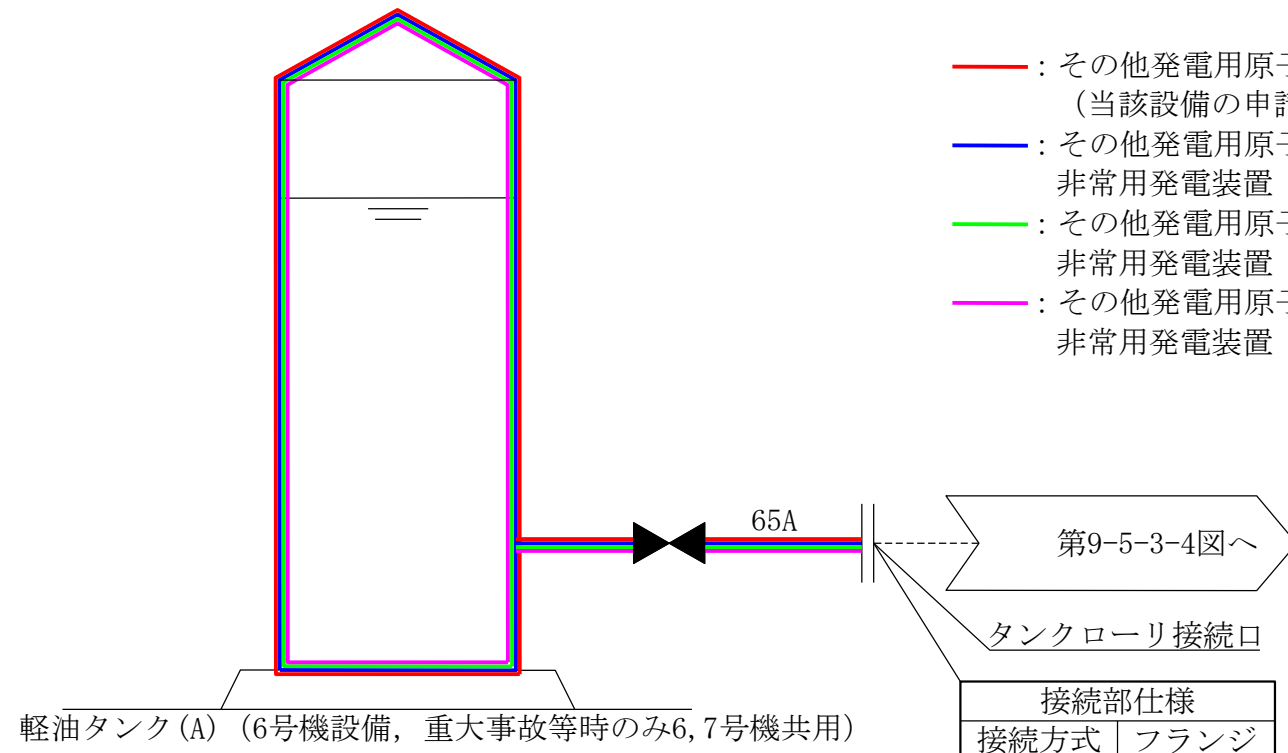 ：その他発電用原
（当該設備の申
：その他発電用原
非常用発電装置
：その他発電用原
非常用発電装置
：その他発電用原
非常用発電装置
65A
第9-5-3-4図へ
タンクローリ接続口
接続部仕様
接続方式 フランジ
軽油タンク(A) (6号機設備, 重大事故等時のみ6,7号機共用)